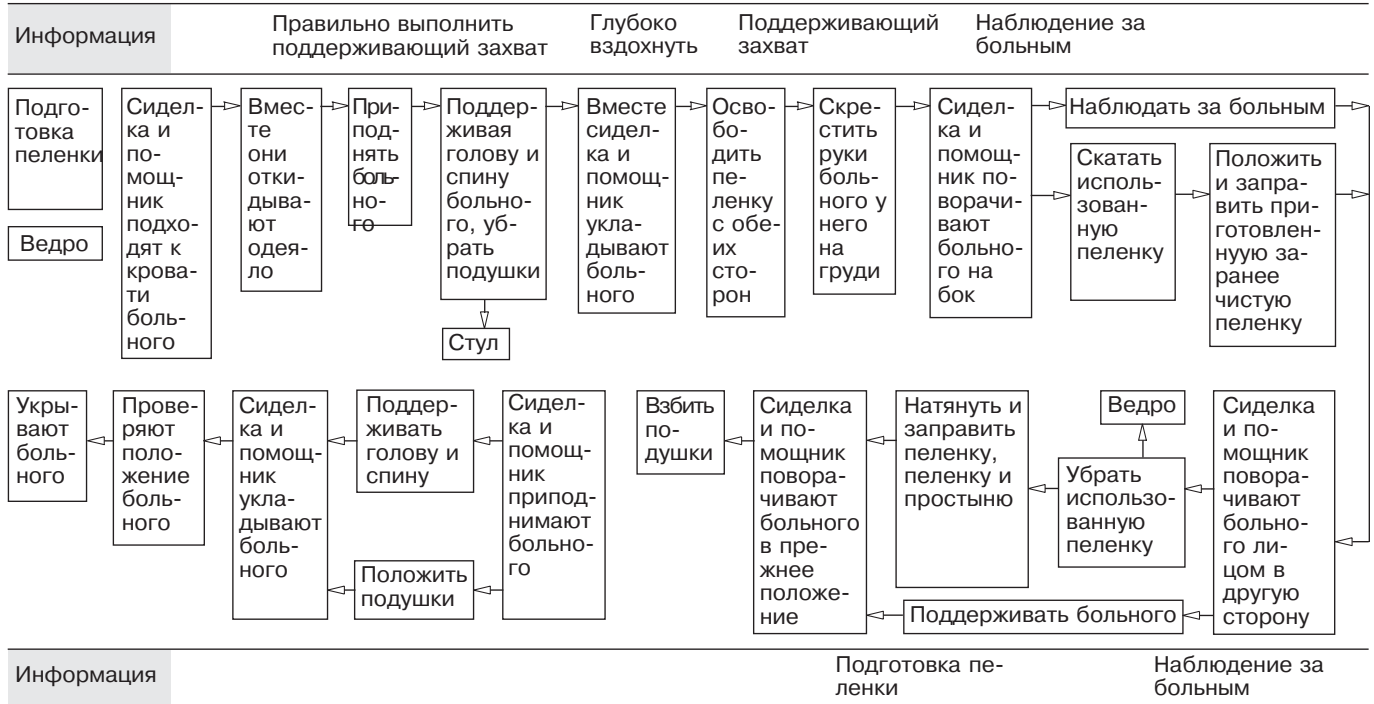 Информация
Правильно выполнить
поддерживающий захват
Глубоко
вздохнуть
Поддерживающий
захват
Наблюдение за
больным
Подго-
товка
пеленки
Ведро
Сидел-
ка и
по-
мощ-
ник
подхо-
дят к
крова-
ти
боль-
ного
Вмес-
те
они
отки-
дыва-
ют
одея-
ло
При-
под-
нять
боль-
но-
го
Поддер-
живая
голову и
спину
больного, уб-
рать
подушки
Стул
Вместе
сидел-
ка и
помощ-
ник
укла-
дывают
боль-
ного
Осво-
бо-
дить
пе-
ленку
с обе-
их
сто-
рон
Скре-
стить
руки
боль-
ного у
него
на
груди
Сидел-
ка и
помощ-
ник по-
ворачи-
вают
больно-
го на
бок
Наблюдать за больным
Скатать
исполь-
зован-
ную
пеленку
Положить
и запра-
вить при-
готовлен-
нуую за-
ранее
чистую
пеленку
Сиделка
и по-
мощник
повора-
чивают
больно-
го ли-
цом в
другую
сторону
Ведро
Убрать
использо-
ванную
пеленку
Натянуть и
заправить
пеленку,
пеленку и
простыню
Поддерживать больного
Сиделка
и по-
мощник
повора-
чивают
больного
в пре-
жнее
положе-
ние
Взбить
по-
душки
Сидел-
ка и
помощ-
ник
припод-
нимают
больно-
го
Поддер-
живать
голову и
спину
Положить
подушки
Сидел-
ка и
помощ-
ник
укла-
дывают
боль-
ного
Прове-
ряют
поло-
жение
боль-
ного
Укры-
вают
боль-
ного
Информация
Подготовка пе-
ленки
Наблюдение за
больным